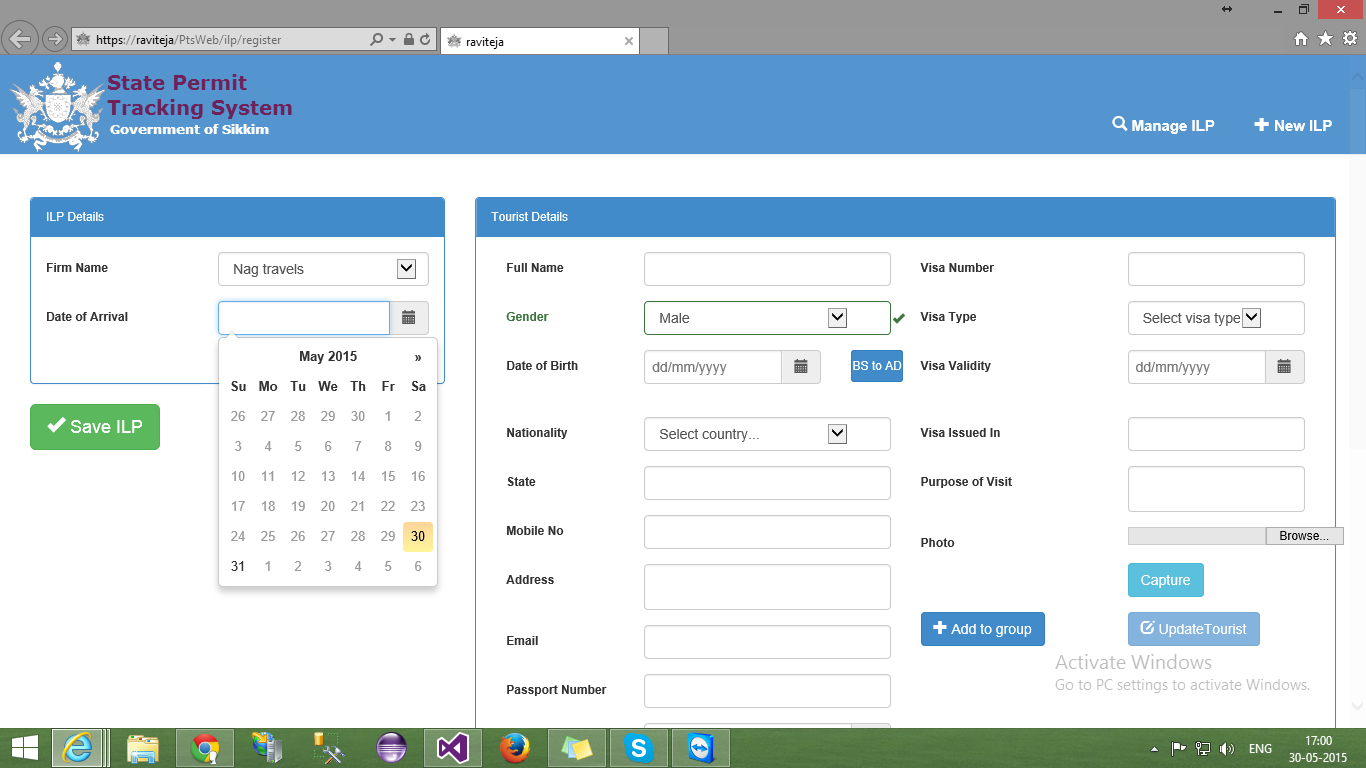 https://raviteja/PtsWeb/ilp/register
raviteja
State Permit
Tracking System
Government of Sikkim
Manage ILP
New ILP
ILP Details
Firm Name
Nag travels
Date of Arrival
May 2015 »
Su Mo Tu We Th Fr Sa
26 27 28 29 30 1 2
3 4 5 6 7 8 9
10 11 12 13 14 15 16
17 18 19 20 21 22 23
24 25 26 27 28 29 30
31 1 2 3 4 5 6
Save ILP
Tourist Details
Full Name
Gender
Male
Date of Birth
dd/mm/yyyy
BS to AD
Nationality
Select country...
State
Mobile No
Address
Email
Passport Number
Visa Number
Visa Type
Select visa type
Visa Validity
dd/mm/yyyy
Visa Issued In
Purpose of Visit
Photo
Browse...
Capture
Add to group
UpdateTourist
Activate Windows
Go to PC settings to activate Windows.
ENG
17:00
30-05-2015